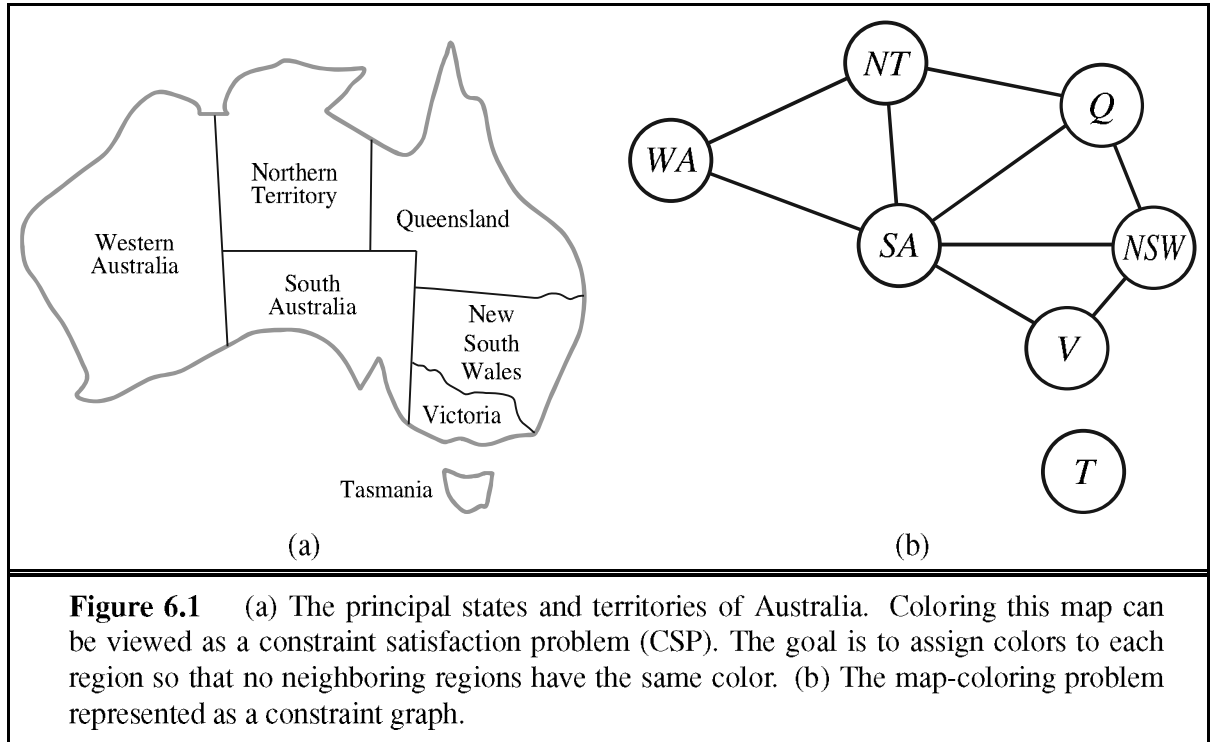 Northern
Territory
Western
Australia
Queensland
South
Australia
New
South
Wales
Victoria
Tasmania
(a)
NT
Q
WA
SA
NSW
V
T
(b)
Figure 6.1 (a) The principal states and territories of Australia. Coloring this map can
be viewed as a constraint satisfaction problem (CSP). The goal is to assign colors to each
region so that no neighboring regions have the same color. (b) The map-coloring problem
represented as a constraint graph.